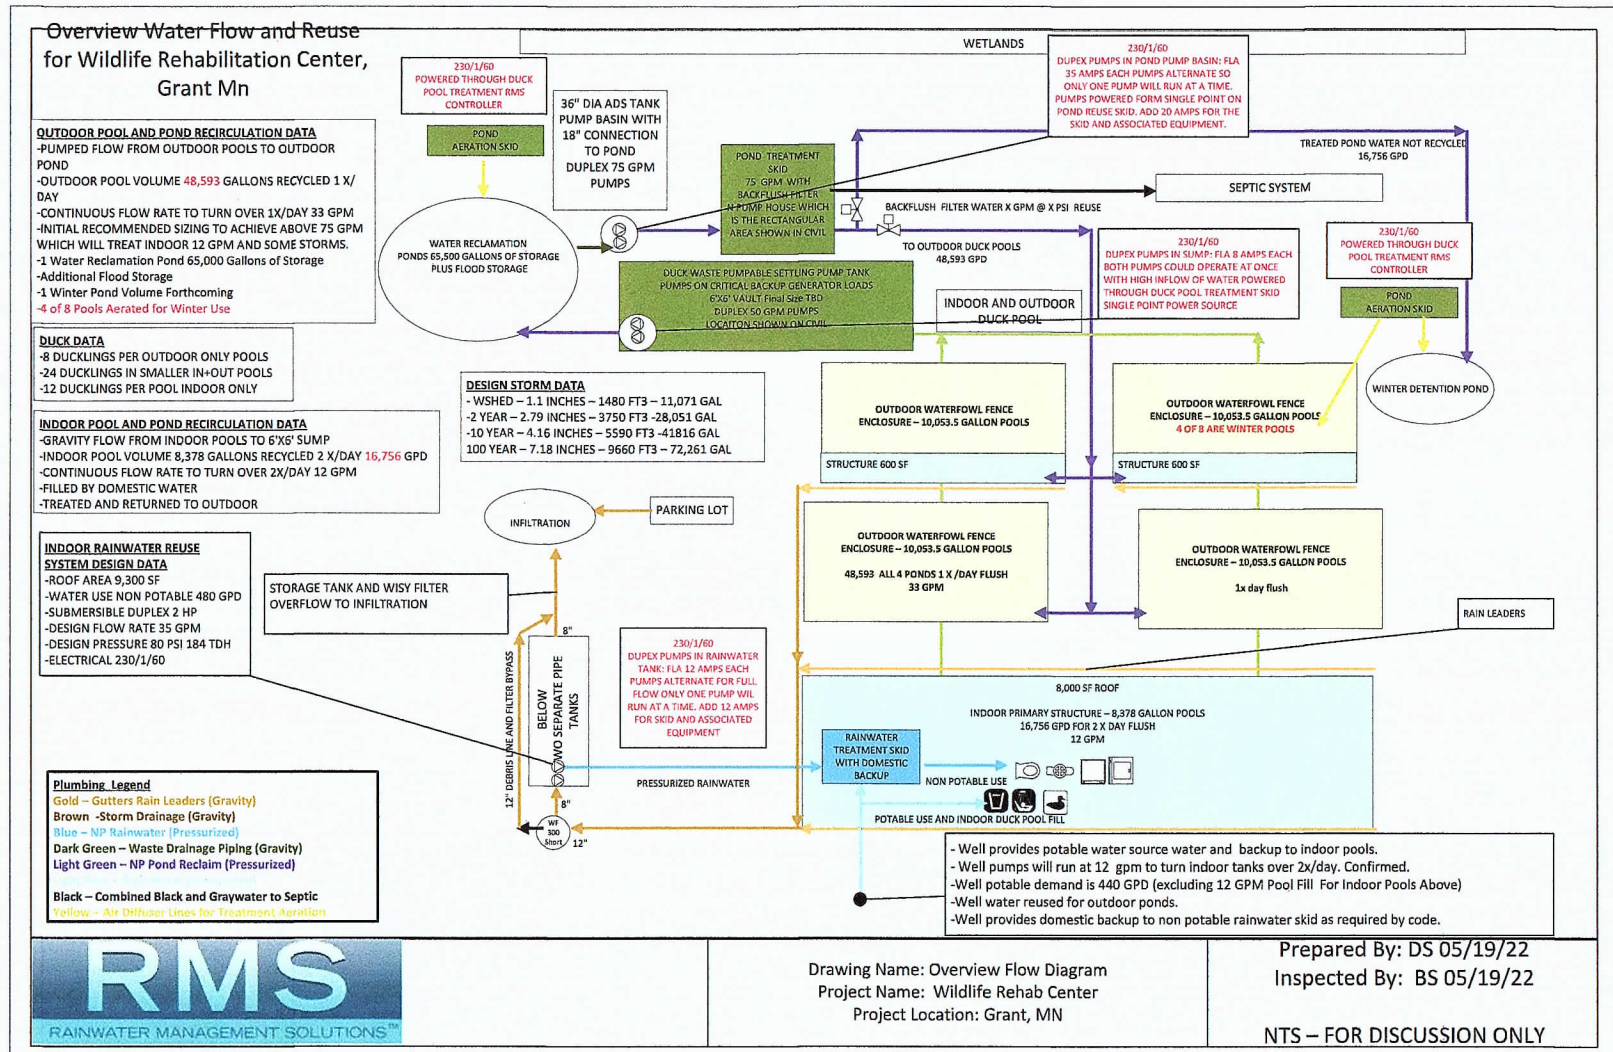 Overview Water Flow and Reuse
for Wildlife Rehabilitation Center,
Grant Mn
OUTDOOR POOL AND POND RECIRCULATION DATA
-PUMPED FLOW FROM OUTDOOR POOLS TO OUTDOOR
POND
-OUTDOOR POOL VOLUME 48,593 GALLONS RECYCLED 1 X/
DAY
-CONTINUOUS FLOW RATE TO TURN OVER 1X/DAY 33 GPM
-INITIAL RECOMMENDED SIZING TO ACHIEVE ABOVE 75 GPM
WHICH WILL TREAT INDOOR 12 GPM AND SOME STORMS.
-1 Water Reclamation Pond 65,000 Gallons of Storage
-Additional Flood Storage
-1 Winter Pond Volume Forthcoming
-4 of 8 Pools Aerated for Winter Use
DUCK DATA
-8 DUCKLINGS PER OUTDOOR ONLY POOLS
-24 DUCKLINGS IN SMALLER IN+OUT POOLS
-12 DUCKLINGS PER POOL INDOOR ONLY
INDOOR POOL AND POND RECIRCULATION DATA
-GRAVITY FLOW FROM INDOOR POOLS TO 6'X6' SUMP
-INDOOR POOL VOLUME 8,378 GALLONS RECYCLED 2 X/DAY 16,756 GPD
-CONTINUOUS FLOW RATE TO TURN OVER 2X/DAY 12 GPM
-FILLED BY DOMESTIC WATER
-TREATED AND RETURNED TO OUTDOOR
INDOOR RAINWATER REUSE
SYSTEM DESIGN DATA
-ROOF AREA 9,300 SF
-WATER USE NON POTABLE 480 GPD
-SUBMERSIBLE DUPLEX 2 HP
-DESIGN FLOW RATE 35 GPM
-DESIGN PRESSURE 80 PSI 184 TDH
-ELECTRICAL 230/1/60
Plumbing Legend
Gold – Gutters Rain Leaders (Gravity)
Brown -Storm Drainage (Gravity)
Blue – NP Rainwater (Pressurized)
Dark Green – Waste Drainage Piping (Gravity)
Light Green – NP Pond Reclaim (Pressurized)
Black – Combined Black and Graywater to Septic
Yellow – Air Diffuser Lines for Treatment Aeration
230/1/60
POWERED THROUGH DUCK
POOL TREATMENT RMS
CONTROLLER
POND
AERATION SKID
36" DIA ADS TANK
PUMP BASIN WITH
18" CONNECTION
TO POND
DUPLEX 75 GPM
PUMPS
WATER RECLAMATION
PONDS 65,500 GALLONS OF STORAGE
PLUS FLOOD STORAGE
WETLANDS
230/1/60
DUPEX PUMPS IN POND PUMP BASIN: FLA
35 AMPS EACH PUMPS ALTERNATE SO
ONLY ONE PUMP WILL RUN AT A TIME.
PUMPS POWERED FORM SINGLE POINT ON
POND REUSE SKID. ADD 20 AMPS FOR THE
SKID AND ASSOCIATED EQUIPMENT.
POND TREATMENT
SKID
75 GPM WITH
BACKFLUSH FILTER
N PUMP HOUSE WHICH
IS THE RECTANGULAR
AREA SHOWN IN CIVIL
TREATED POND WATER NOT RECYCLED
16,756 GPD
SEPTIC SYSTEM
BACKFLUSH FILTER WATER X GPM @ X PSI REUSE
TO OUTDOOR DUCK POOLS
48,593 GPD
230/1/60
DUPEX PUMPS IN SUMP: FLA 8 AMPS EACH
BOTH PUMPS COULD OPERATE AT ONCE
WITH HIGH INFLOW OF WATER POWERED
THROUGH DUCK POOL TREATMENT SKID
SINGLE POINT POWER SOURCE
230/1/60
POWERED THROUGH DUCK
POOL TREATMENT RMS
CONTROLLER
POND
AERATION SKID
DUCK WASTE PUMPABLE SETTLING PUMP TANK
PUMPS ON CRITICAL BACKUP GENERATOR LOADS
6'X6' VAULT Final Size TBD
DUPLEX 50 GPM PUMPS
LOCAITON SHOWN ON CIVIL
INDOOR AND OUTDOOR
DUCK POOL
WINTER DETENTION POND
DESIGN STORM DATA
- WSHED – 1.1 INCHES – 1480 FT3 – 11,071 GAL
-2 YEAR – 2.79 INCHES – 3750 FT3 -28,051 GAL
-10 YEAR – 4.16 INCHES – 5590 FT3 -41816 GAL
100 YEAR – 7.18 INCHES – 9660 FT3 – 72,261 GAL
OUTDOOR WATERFOWL FENCE
ENCLOSURE – 10,053.5 GALLON POOLS
STRUCTURE 600 SF
OUTDOOR WATERFOWL FENCE
ENCLOSURE – 10,053.5 GALLON POOLS
4 OF 8 ARE WINTER POOLS
STRUCTURE 600 SF
OUTDOOR WATERFOWL FENCE
ENCLOSURE – 10,053.5 GALLON POOLS
48,593 ALL 4 PONDS 1 X /DAY FLUSH
33 GPM
OUTDOOR WATERFOWL FENCE
ENCLOSURE – 10,053.5 GALLON POOLS
1x day flush
INFILTRATION
PARKING LOT
STORAGE TANK AND WISY FILTER
OVERFLOW TO INFILTRATION
RAIN LEADERS
8"
12" DEBRIS LINE AND FILTER BYPASS
BELOW
WO SEPARATE PIPE
TANKS
8"
WF
300
Short
12"
230/1/60
DUPEX PUMPS IN RAINWATER
TANK: FLA 12 AMPS EACH
PUMPS ALTERNATE FOR FULL
FLOW ONLY ONE PUMP WIL
RUN AT A TIME. ADD 12 AMPS
FOR SKID AND ASSOCIATED
EQUIPMENT
PRESSURIZED RAINWATER
8,000 SF ROOF
INDOOR PRIMARY STRUCTURE – 8,378 GALLON POOLS
16,756 GPD FOR 2 X DAY FLUSH
12 GPM
RAINWATER
TREATMENT SKID
WITH DOMESTIC
BACKUP
NON POTABLE USE
POTABLE USE AND INDOOR DUCK POOL FILL
- Well provides potable water source water and backup to indoor pools.
- Well pumps will run at 12 gpm to turn indoor tanks over 2x/day. Confirmed.
-Well potable demand is 440 GPD (excluding 12 GPM Pool Fill For Indoor Pools Above)
-Well water reused for outdoor ponds.
-Well provides domestic backup to non potable rainwater skid as required by code.
RMS
RAINWATER MANAGEMENT SOLUTIONS™
Drawing Name: Overview Flow Diagram
Project Name: Wildlife Rehab Center
Project Location: Grant, MN
Prepared By: DS 05/19/22
Inspected By: BS 05/19/22
NTS – FOR DISCUSSION ONLY